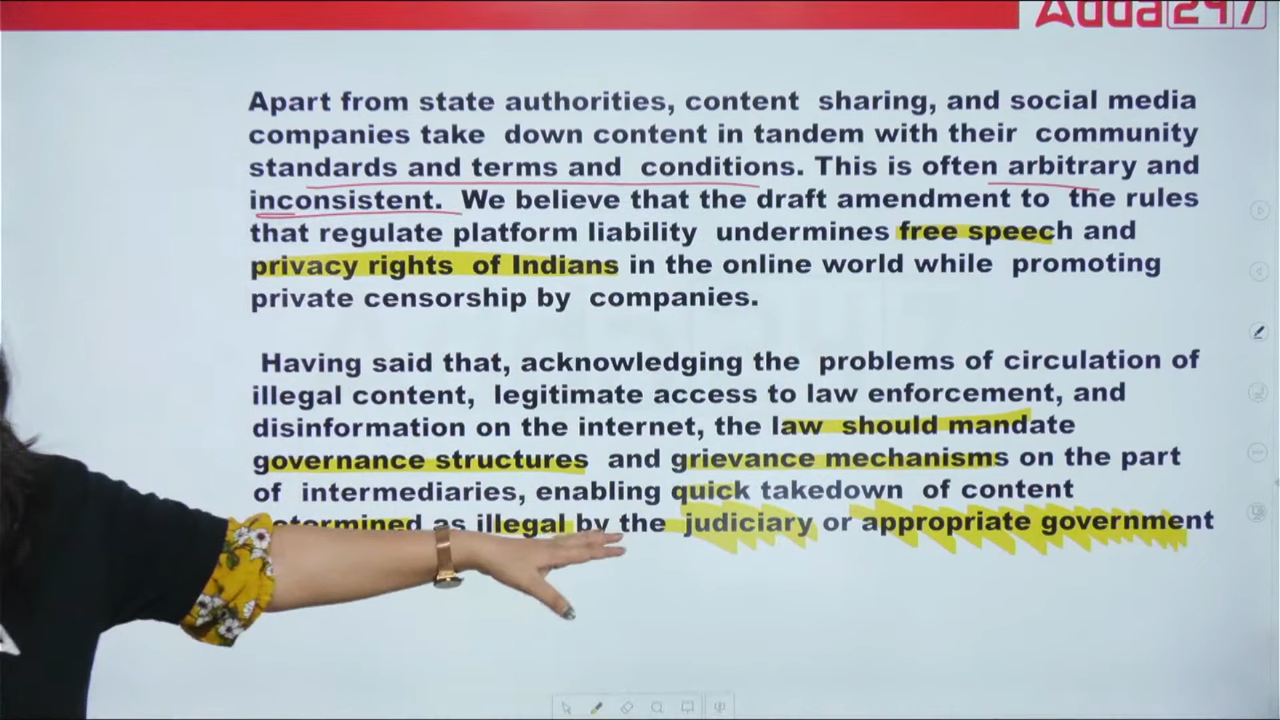 Adda247
Apart from state authorities, content sharing, and social media
companies take down content in tandem with their community
standards and terms and conditions. This is often arbitrary and
inconsistent. We believe that the draft amendment to the rules
that regulate platform liability undermines free speech and
privacy rights of Indians in the online world while promoting
private censorship by companies.
Having said that, acknowledging the problems of circulation of
illegal content, legitimate access to law enforcement, and
disinformation on the internet, the law should mandate
governance structures and grievance mechanisms on the part
of intermediaries, enabling quick takedown of content
determined as illegal by the judiciary or appropriate government